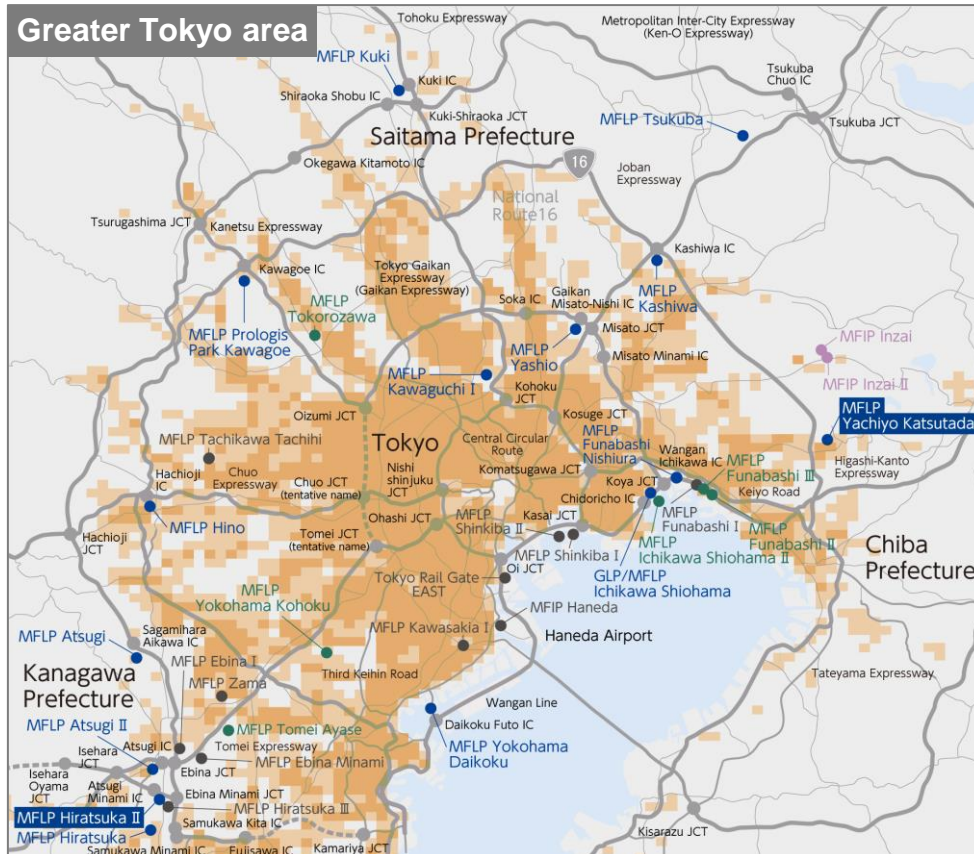 Greater Tokyo area
Tohoku Expressway
Metropolitan Inter-City Expressway
(Ken-O Expressway)
MFLP Kuki
Kuki IC
Tsukuba
Chuo IC
Shiraoka Shobu IC
Kuki-Shiraoka JCT
MFLP Tsukuba
Tsukuba JCT
Saitama Prefecture
Okegawa Kitamoto IC
16
Joban
Expressway
National
Route16
Tsurugashima JCT
Kanetsu Expressway
Kashiwa IC
Kawagoe IC
Tokyo Gaikan
Expressway
(Gaikan Expressway)
Gaikan
Misato-Nishi IC
MFLP
Kashiwa
MFLP
Tokorozawa
Soka IC
MFLP Prologis
Park Kawagoe
MFLP
Yashio
Misato JCT
MFIP Inzai
Misato Minami IC
MFLP
Kawaguchi I
Kohoku
JCT
MFIP Inzai II
Oizumi JCT
Kosuge JCT
MFLP
Yachiyo Katsutadai
MFLP Tachikawa Tachihi
Tokyo
Central Circular
Route
MFLP
Funabashi
Nishiura
Wangan
Ichikawa IC
MFLP
Funabashi III
Higashi-Kanto
Expressway
Hachioji
IC
Chuo
Expressway
Nishi
shinjuku
JCT
Komatsugawa JCT
Koya JCT
Keiyo Road
Chuo JCT
(tentative name)
Chidoricho IC
MFLP Hino
Ohashi JCT
MFLP
Shinkiba II
Kasai JCT
MFLP
Funabashi I
MFLP
Funabashi II
Hachioji
JCT
Tomei JCT
(tentative name)
MFLP
Ichikawa Shiohama II
MFLP Shinkiba I
Oi JCT
Chiba
Prefecture
Tokyo Rail Gate
EAST
GLP/MFLP
Ichikawa Shiohama
MFLP
Yokohama Kohoku
MFIP Haneda
MFLP Atsugi
Sagamihara
Aikawa IC
MFLP Kawasakia I
Haneda Airport
MFLP Ebina I
Kanagawa
Prefecture
MFLP Zama
Third Keihin Road
Tateyama Expressway
Wangan Line
MFLP Atsugi II
MFLP Tomei Ayase
Daikoku Futo IC
Isehara
JCT
Atsugi IC
Tomei Expressway
MFLP Ebina Minami
MFLP Yokohama
Daikoku
Ebina JCT
Isehara
Oyama
JCT
Atsugi
Minami IC
Ebina Minami JCT
MFLP Hiratsuka III
MFLP Hiratsuka II
Samukawa Kita IC
MFLP Hiratsuka
Kisarazu JCT
Samukawa Minami IC
Fujisawa IC
Kamariya JCT